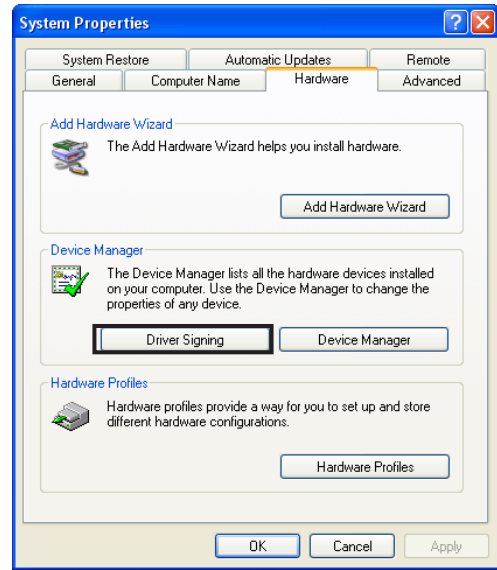 System Properties
System Restore Automatic Updates Remote
General Computer Name Hardware Advanced
Add Hardware Wizard
The Add Hardware Wizard helps you install hardware.
Add Hardware Wizard
Device Manager
The Device Manager lists all the hardware devices installed
on your computer. Use the Device Manager to change the
properties of any device.
Driver Signing Device Manager
Hardware Profiles
Hardware profiles provide a way for you to set up and store
different hardware configurations.
Hardware Profiles
OK Cancel Apply